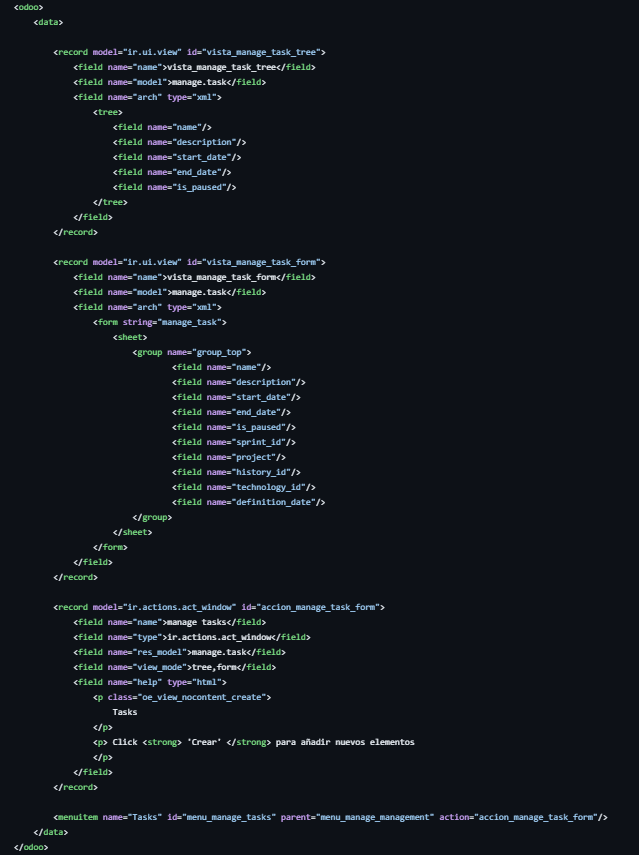 <odoo>
<data>
<record model="ir.ui.view" id="vista_manage_task_tree">
<field name="name">vista_manage_task_tree</field>
<field name="model">manage.task</field>
<field name="arch" type="xml">
<tree>
<field name="name"/>
<field name="description"/>
<field name="start_date"/>
<field name="end_date"/>
<field name="is_paused"/>
</tree>
</field>
</record>
<record model="ir.ui.view" id="vista_manage_task_form">
<field name="name">vista_manage_task_form</field>
<field name="model">manage.task</field>
<field name="arch" type="xml">
<form string="manage_task">
<sheet>
<group name="group_top">
<field name="name"/>
<field name="description"/>
<field name="start_date"/>
<field name="end_date"/>
<field name="is_paused"/>
<field name="sprint_id"/>
<field name="project"/>
<field name="history_id"/>
<field name="technology_id"/>
<field name="definition_date"/>
</group>
</sheet>
</form>
</field>
</record>
<record model="ir.actions.act_window" id="accion_manage_task_form">
<field name="name">manage tasks</field>
<field name="type">ir.actions.act_window</field>
<field name="res_model">manage.task</field>
<field name="view_mode">tree,form</field>
<field name="help" type="html">
<p class="oe_view_nocontent_create">
Tasks
</p>
<p> Click <strong> 'Crear' </strong> para añadir nuevos elementos
</p>
</field>
</record>
<menuitem name="Tasks" id="menu_manage_tasks" parent="menu_manage_management" action="accion_manage_task_form"/>
</data>
</odoo>